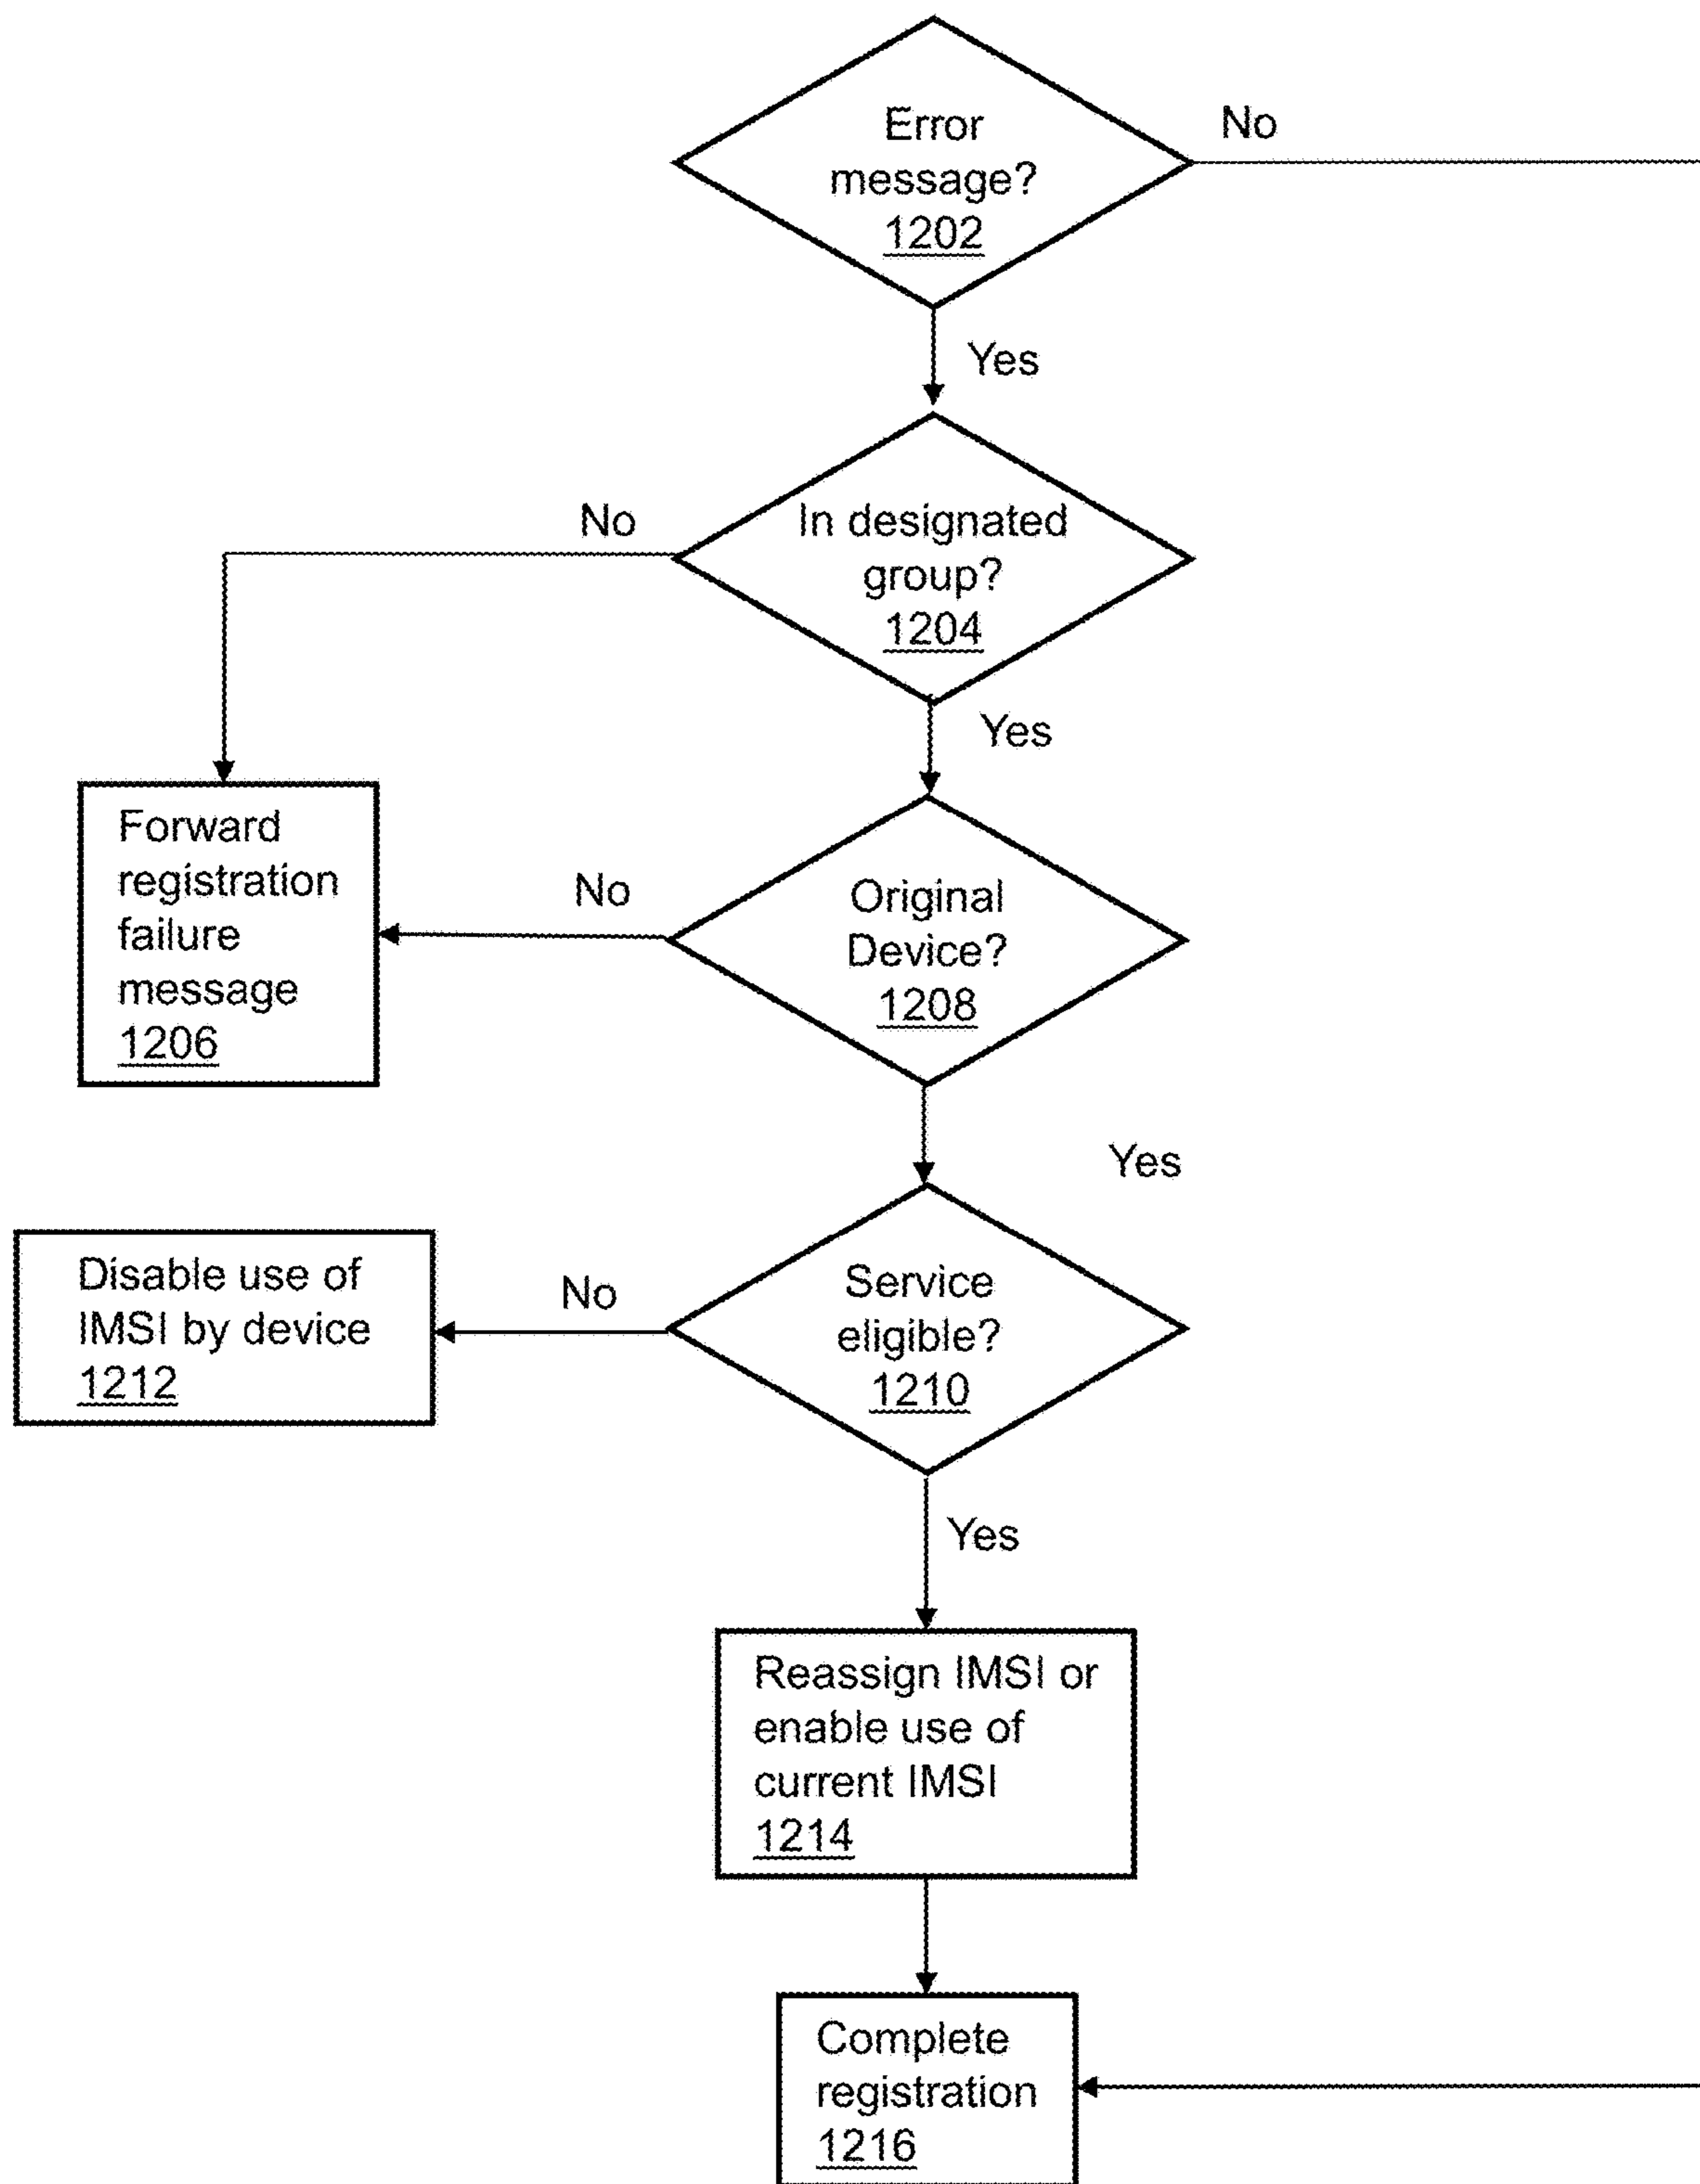 Error
message?
1202
No
Yes
In designated
group?
1204
No
Yes
Forward
registration
failure
message
1206
No
Original
Device?
1208
Yes
Disable use of
IMSI by device
1212
No
Service
eligible?
1210
Yes
Reassign IMSI or
enable use of
current IMSI
1214
Complete
registration
1216